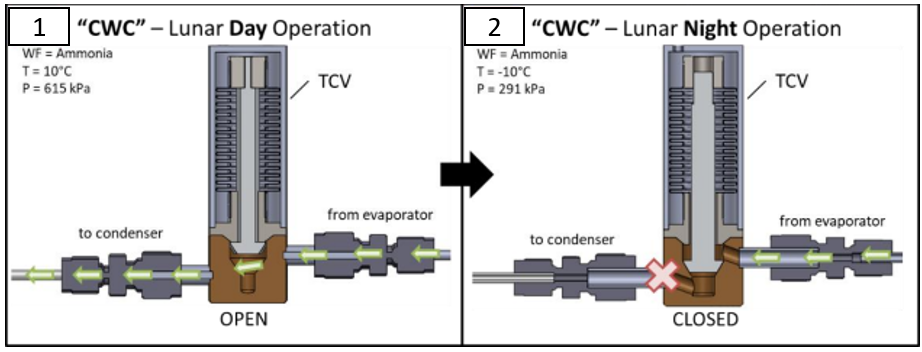 1
“CWC” – Lunar Day Operation
WF = Ammonia
T = 10°C
P = 615 kPa
TCV
to condenser
from evaporator
OPEN
2
“CWC” – Lunar Night Operation
WF = Ammonia
T = -10°C
P = 291 kPa
TCV
to condenser
from evaporator
CLOSED